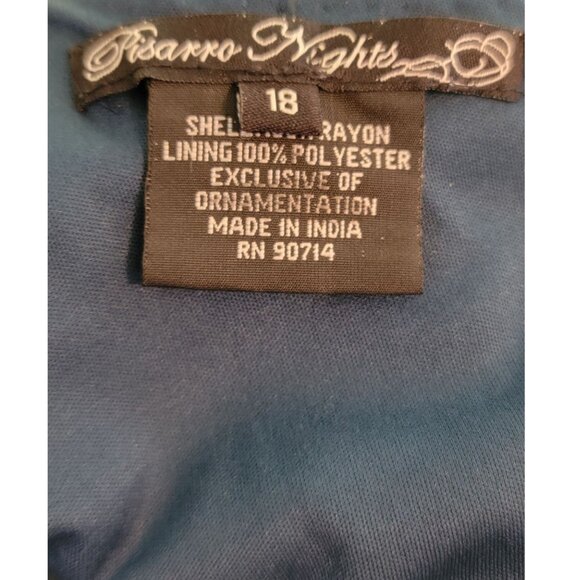 Pisarro Nights
18
SHELL RAYON
LINING 100% POLYESTER
EXCLUSIVE OF
ORNAMENTATION
MADE IN INDIA
RN 90714